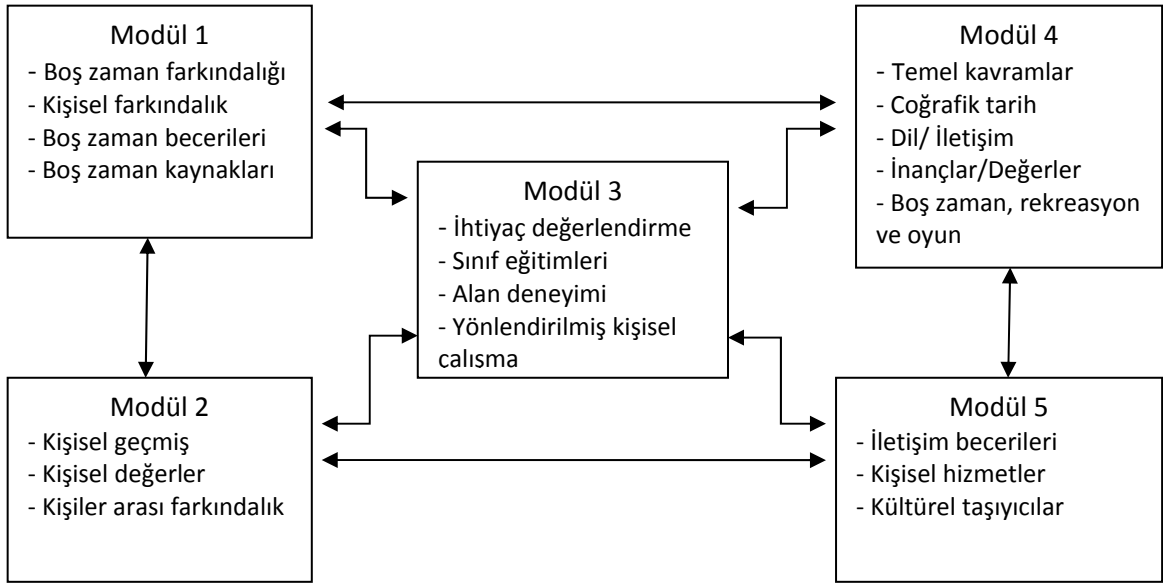 Modül 1
- Boş zaman farkındalığı
- Kişisel farkındalık
- Boş zaman becerileri
- Boş zaman kaynakları
Modül 4
- Temel kavramlar
- Coğrafik tarih
- Dil/ İletişim
- İnançlar/Değerler
- Boş zaman, rekreasyon
ve oyun
Modül 3
- İhtiyaç değerlendirme
- Sınıf eğitimleri
- Alan deneyimi
- Yönlendirilmiş kişisel
calısma
Modül 2
- Kişisel geçmiş
- Kişisel değerler
- Kişiler arası farkındalık
Modül 5
- İletişim becerileri
- Kişisel hizmetler
- Kültürel taşıyıcılar